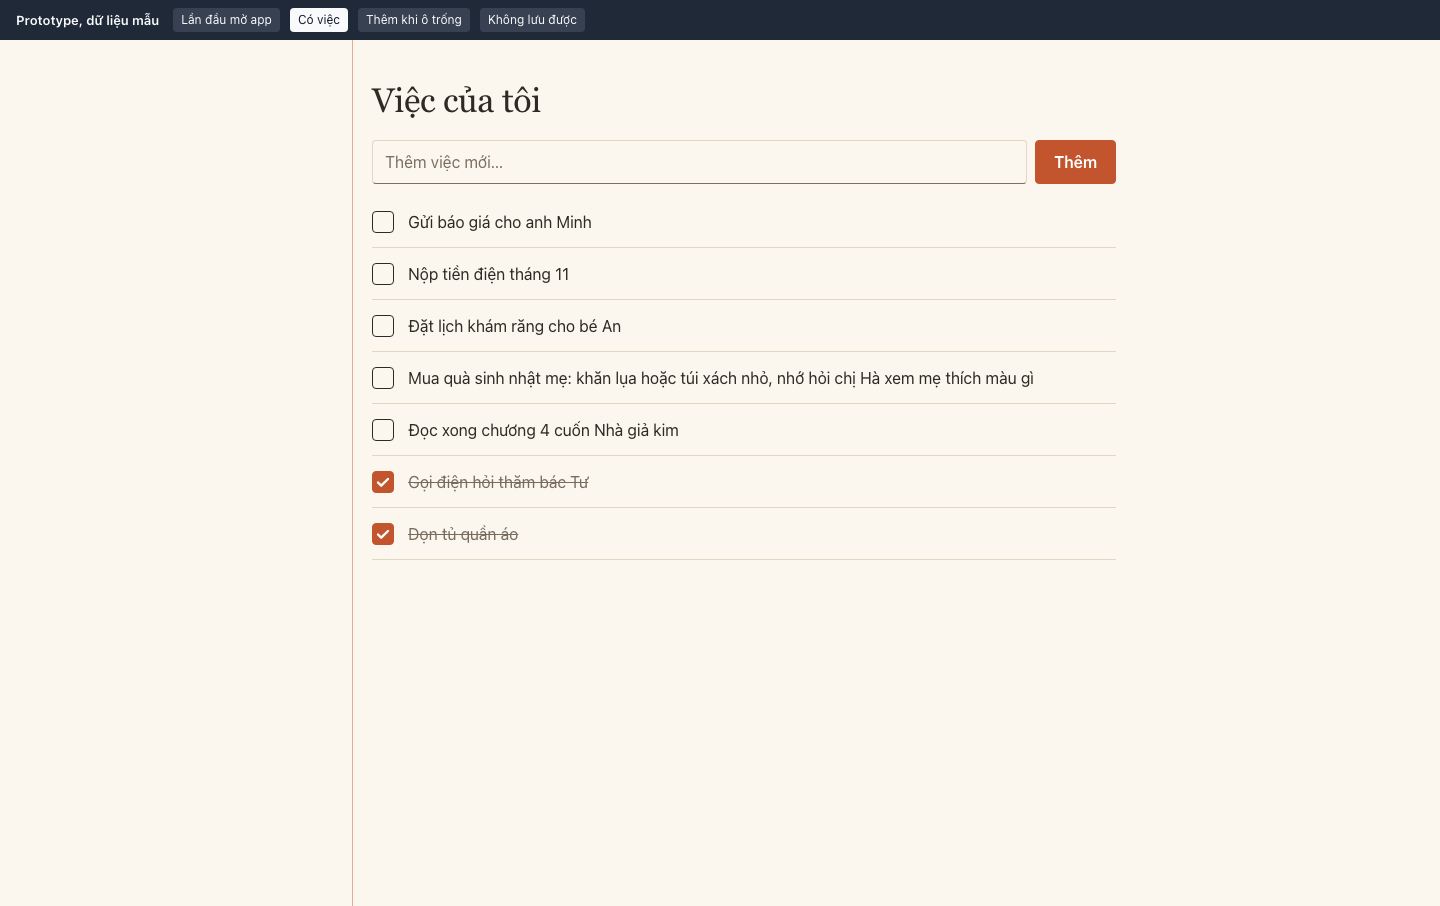 Prototype, dữ liệu mẫu Lần đầu mở app Có việc Thêm khi ô trống Không lưu được
Việc của tôi
Thêm việc mới... Thêm
Gửi báo giá cho anh Minh
Nộp tiền điện tháng 11
Đặt lịch khám răng cho bé An
Mua quà sinh nhật mẹ: khăn lụa hoặc túi xách nhỏ, nhớ hỏi chị Hà xem mẹ thích màu gì
Đọc xong chương 4 cuốn Nhà giả kim
Gọi điện hỏi thăm bác Tư
Dọn tủ quần áo